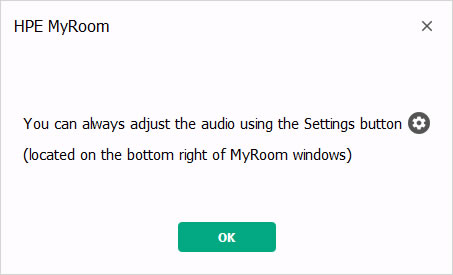 HPE MyRoom
You can always adjust the audio using the Settings button
(located on the bottom right of MyRoom windows)
OK